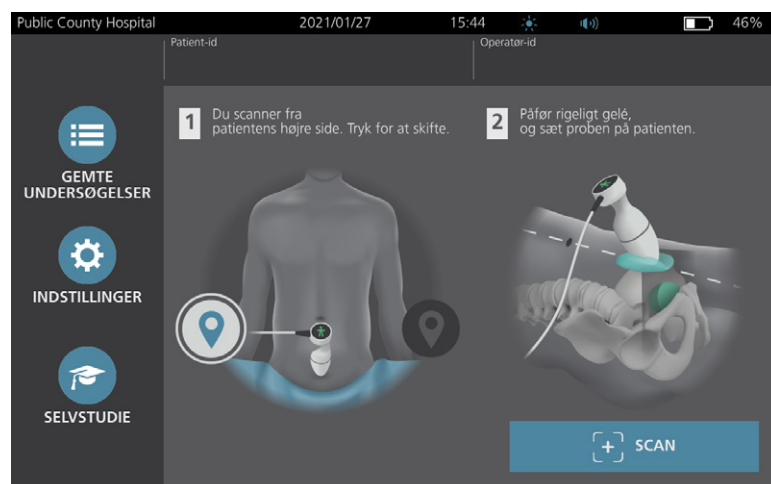 Public County Hospital 2021/01/27 15:44 46%
Patient-id Operatør-id
1 Du scanner fra
patientens højre side. Tryk for at skifte.
2 Påfør rigeligt gelé,
og sæt proben på patienten.
GEMTE
UNDERSØGELSER
INDSTILLINGER
SELVSTUDIE
SCAN